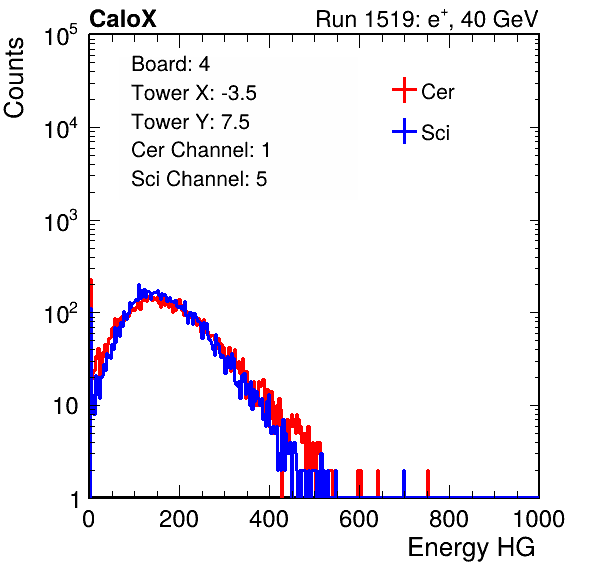 CaloX Run 1519: e⁺, 40 GeV
Counts
Board: 4
Tower X: -3.5
Tower Y: 7.5
Cer Channel: 1
Sci Channel: 5
Cer
Sci
10⁵
10⁴
10³
10²
10
1
0 200 400 600 800 1000
Energy HG